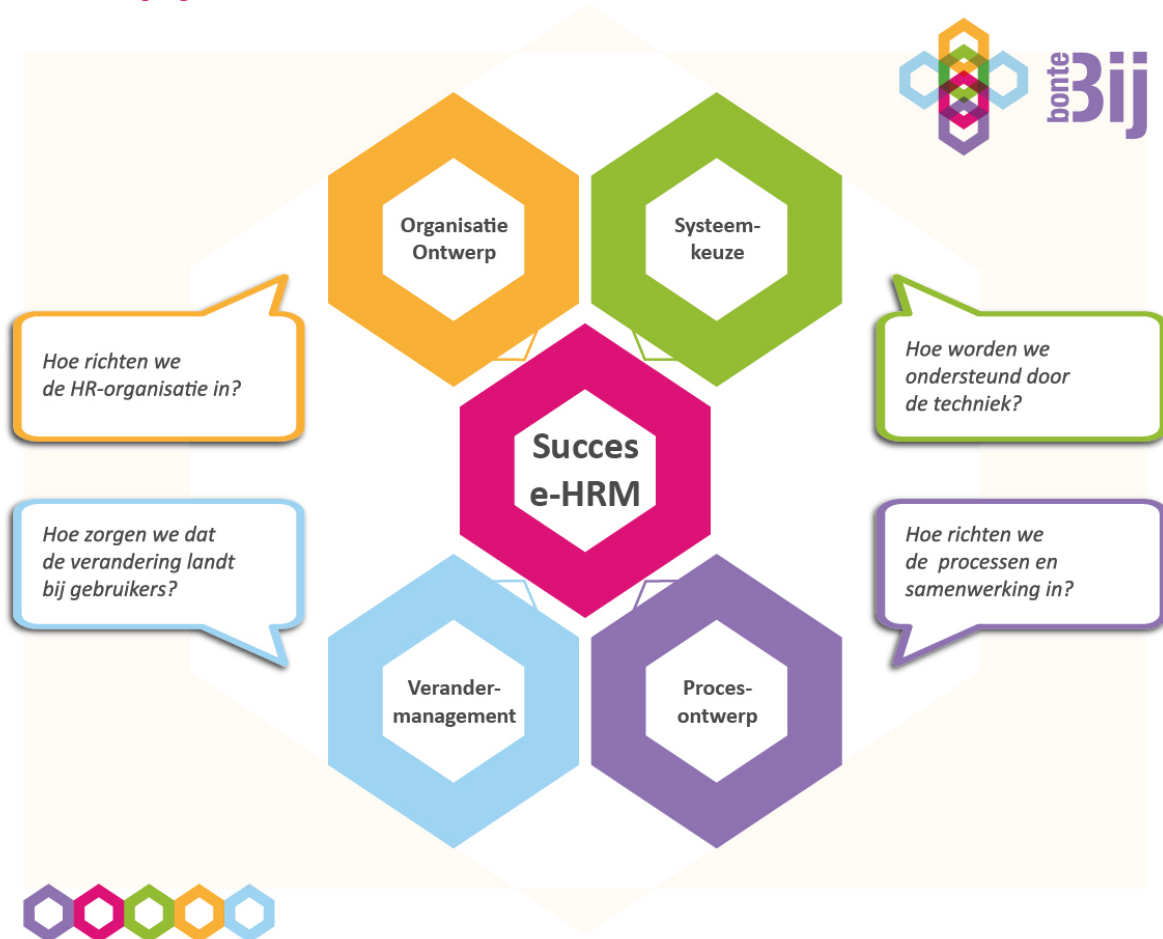 bonte
Bij
Organisatie
Ontwerp
Systeem-
keuze
Hoe richten we
de HR-organisatie in?
Hoe worden we
ondersteund door
de techniek?
Succes
e-HRM
Hoe zorgen we dat
de verandering landt
bij gebruikers?
Hoe richten we
de processen en
samenwerking in?
Verander-
management
Proces-
ontwerp